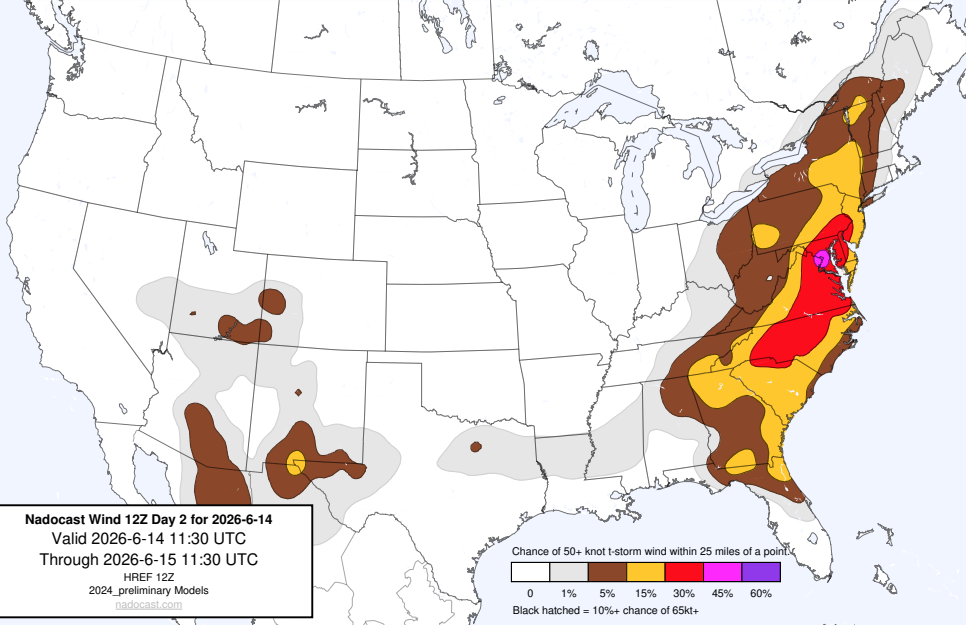 Nadocast Wind 12Z Day 2 for 2026-6-14
Valid 2026-6-14 11:30 UTC
Through 2026-6-15 11:30 UTC
HREF 12Z
2024_preliminary Models
nadocast.com
Chance of 50+ knot t-storm wind within 25 miles of a point.
0 1% 5% 15% 30% 45% 60%
Black hatched = 10%+ chance of 65kt+